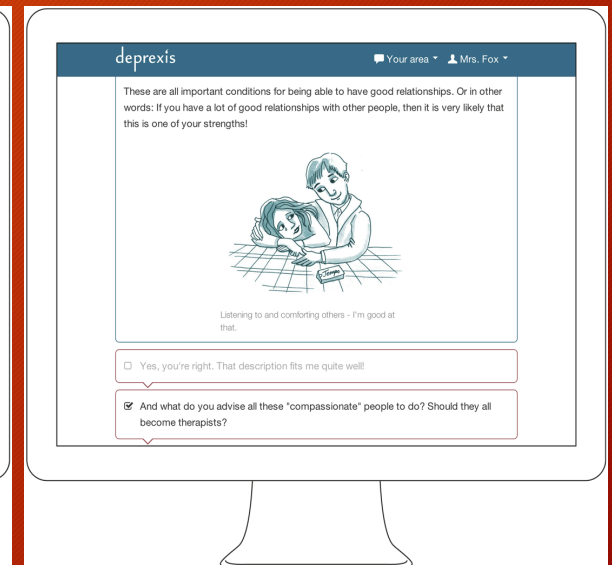 deprexis
Your area
Mrs. Fox
These are all important conditions for being able to have good relationships. Or in other
words: If you have a lot of good relationships with other people, then it is very likely that
this is one of your strengths!
Tempo
Listening to and comforting others - I'm good at
that.
Yes, you're right. That description fits me quite well!
And what do you advise all these "compassionate" people to do? Should they all
become therapists?